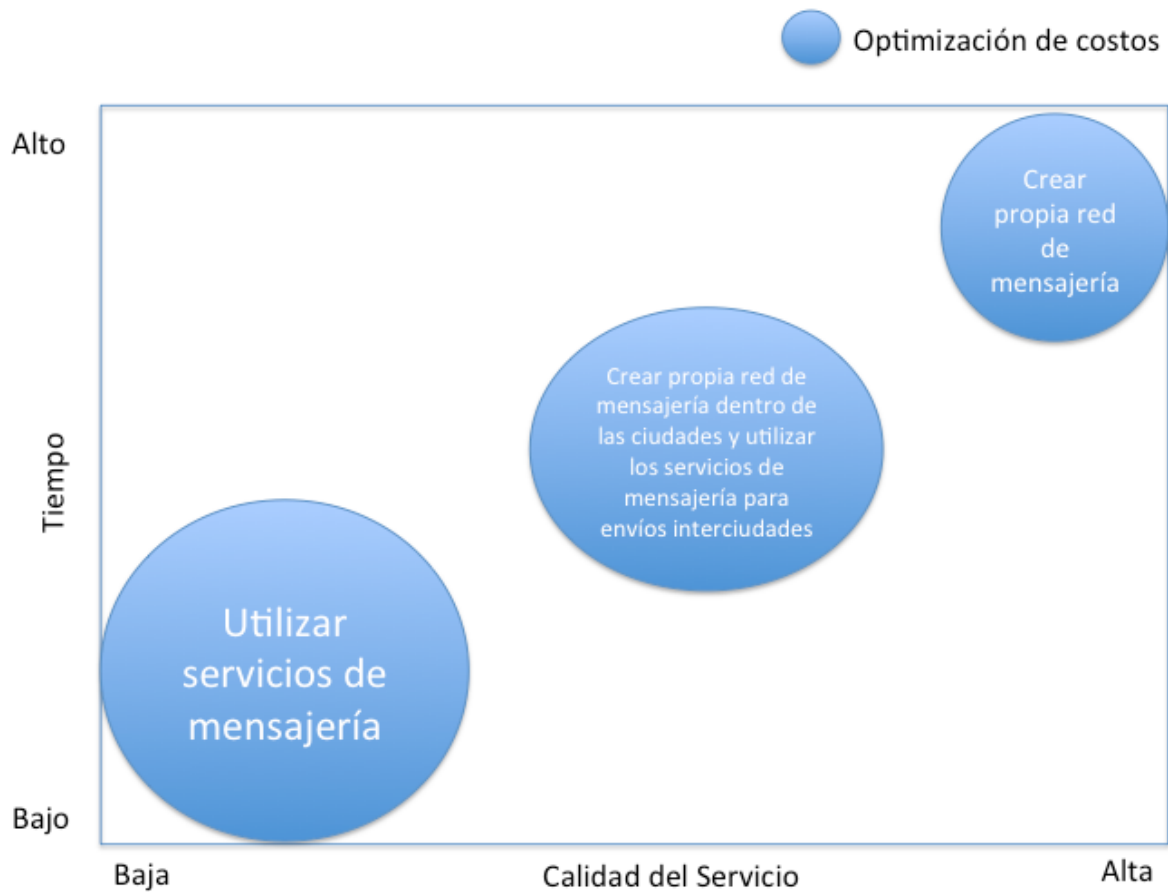 Optimización de costos
Alto
Crear
propia red
de
mensajería
Crear propia red de
mensajería dentro de
las ciudades y utilizar
los servicios de
mensajería para
envíos interciudades
Tiempo
Utilizar
servicios de
mensajería
Bajo
Baja
Calidad del Servicio
Alta